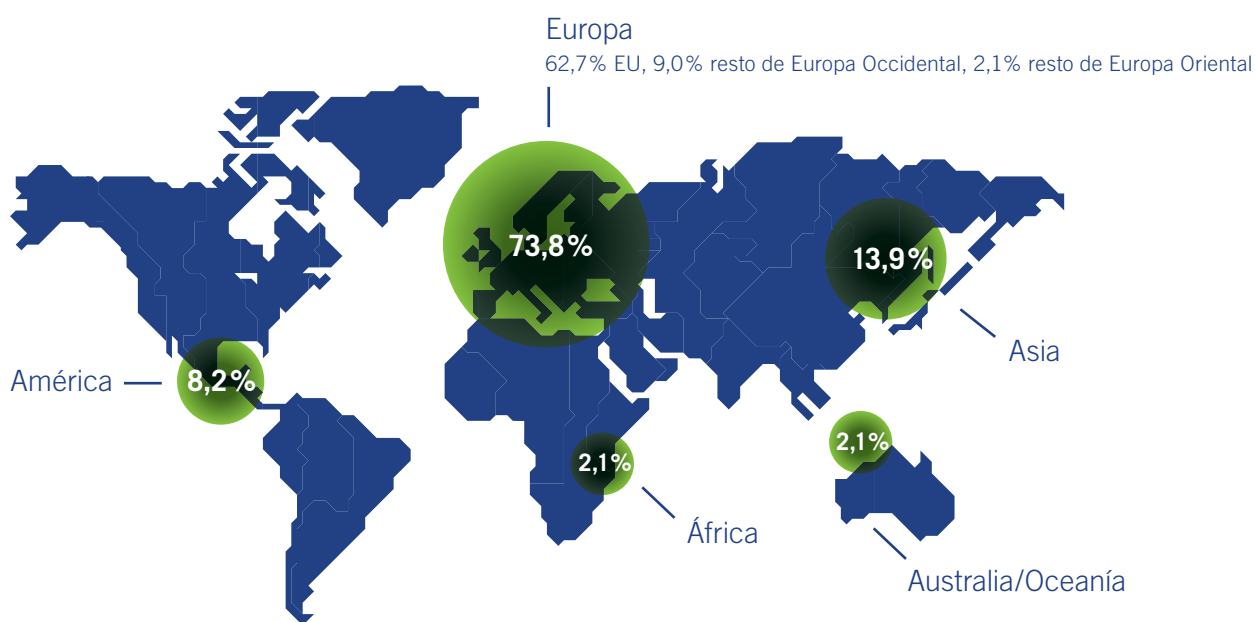 Europa
62,7% EU, 9,0% resto de Europa Occidental, 2,1% resto de Europa Oriental
73,8%
13,9%
Asia
América
8,2%
2,1%
2,1%
África
Australia/Oceanía